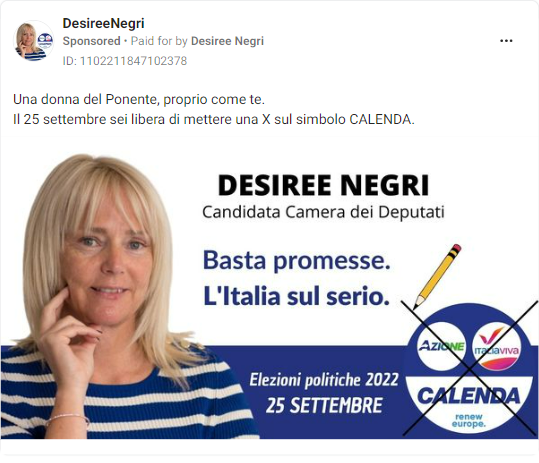 DesireeNegri
Sponsored • Paid for by Desiree Negri
ID: 1102211847102378
Una donna del Ponente, proprio come te.
Il 25 settembre sei libera di mettere una X sul simbolo CALENDA.
DESIREE NEGRI
Candidata Camera dei Deputati
Basta promesse.
L'Italia sul serio.
AZIONE
ITALIAVIVA
CALENDA
renew
europe.
Elezioni politiche 2022
25 SETTEMBRE